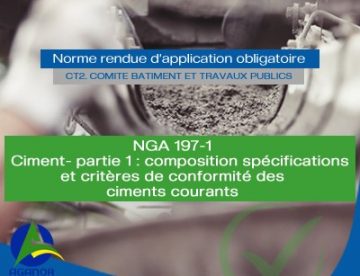 Norme rendue d'application obligatoire
CT2. COMITE BATIMENT ET TRAVAUX PUBLICS
NGA 197-1
Ciment- partie 1 : composition spécifications
et critères de conformité des
ciments courants
AGANOR